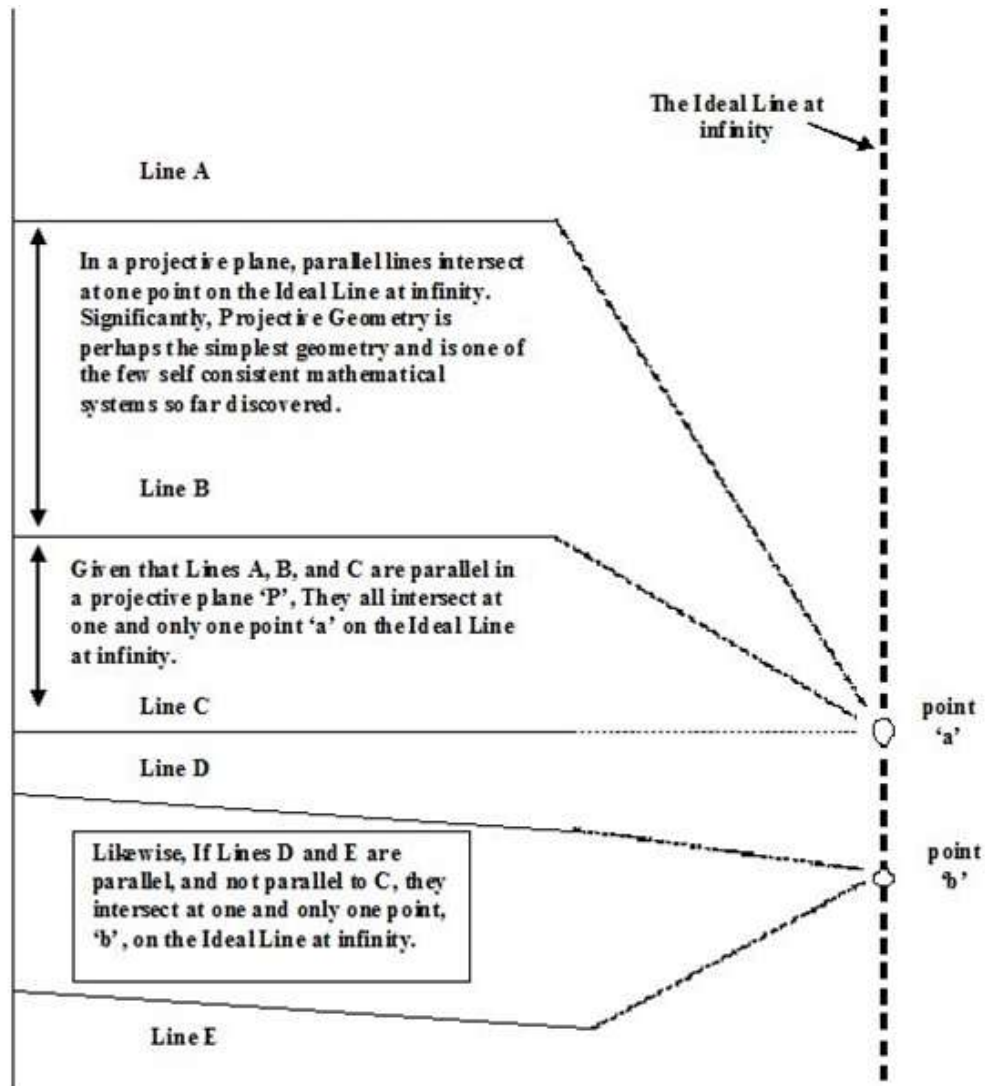 The Ideal Line at
infinity
Line A
In a projective plane, parallel lines intersect
at one point on the Ideal Line at infinity.
Significantly, Projective Geometry is
perhaps the simplest geometry and is one of
the few self consistent mathematical
systems so far discovered.
Line B
Given that Lines A, B, and C are parallel in
a projective plane ‘P’, They all intersect at
one and only one point ‘a’ on the Ideal Line
at infinity.
Line C
point
‘a’
Line D
Likewise, If Lines D and E are
parallel, and not parallel to C, they
intersect at one and only one point,
‘b’, on the Ideal Line at infinity.
point
‘b’
Line E